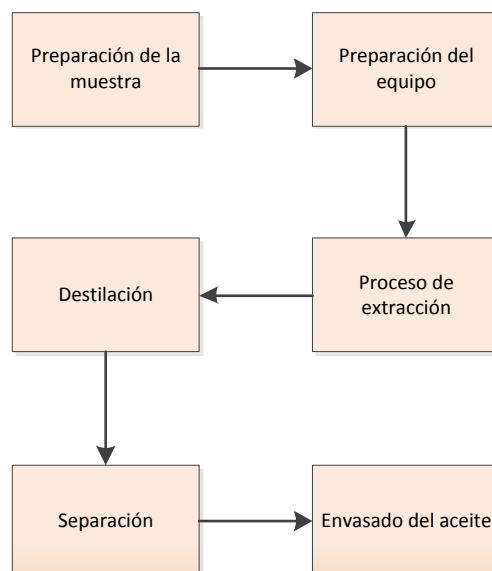 Preparación de la
muestra
Preparación del
equipo
Proceso de
extracción
Destilación
Separación
Envasado del aceite